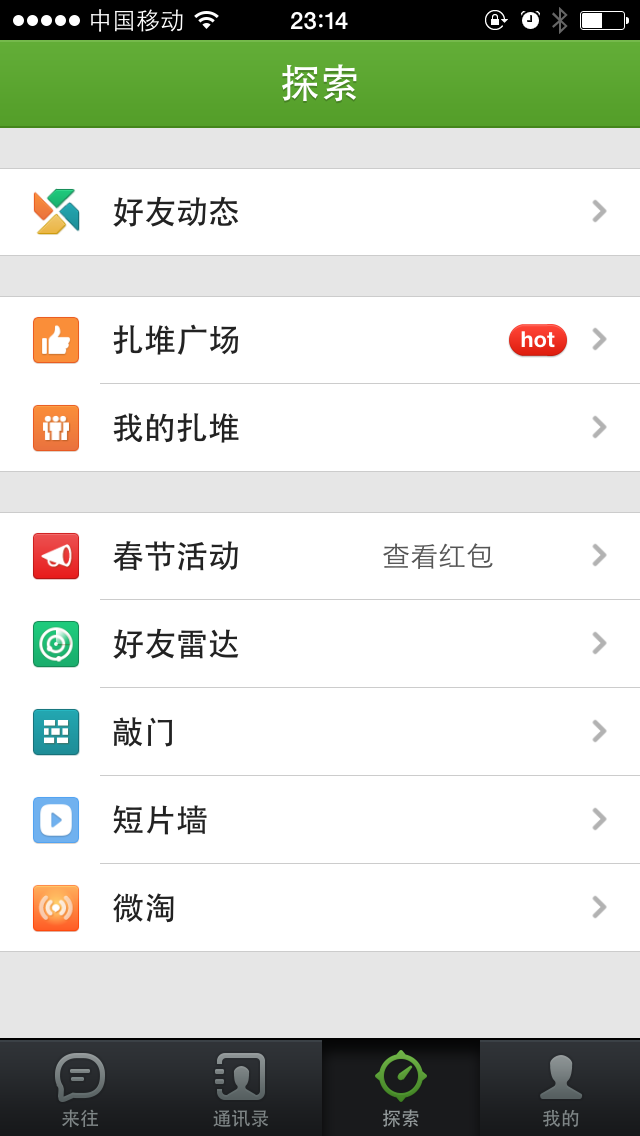 中国移动 23:14
探索
好友动态
扎堆广场 hot
我的扎堆
春节活动 查看红包
好友雷达
敲门
短片墙
微淘
来往 通讯录 探索 我的